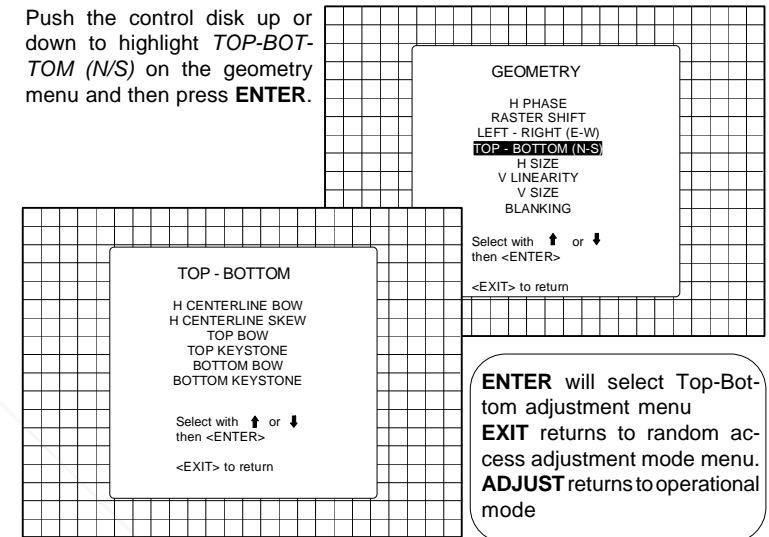 Push the control disk up or
down to highlight TOP-BOT-
TOM (N/S) on the geometry
menu and then press ENTER.
GEOMETRY
H PHASE
RASTER SHIFT
LEFT - RIGHT (E-W)
TOP - BOTTOM (N-S)
H SIZE
V LINEARITY
V SIZE
BLANKING
Select with ⬆ or ⬇
then <ENTER>
<EXIT> to return
TOP - BOTTOM
H CENTERLINE BOW
H CENTERLINE SKEW
TOP BOW
TOP KEYSTONE
BOTTOM BOW
BOTTOM KEYSTONE
Select with ⬆ or ⬇
then <ENTER>
<EXIT> to return
ENTER will select Top-Bot-
tom adjustment menu
EXIT returns to random ac-
cess adjustment mode menu.
ADJUST returns to operational
mode